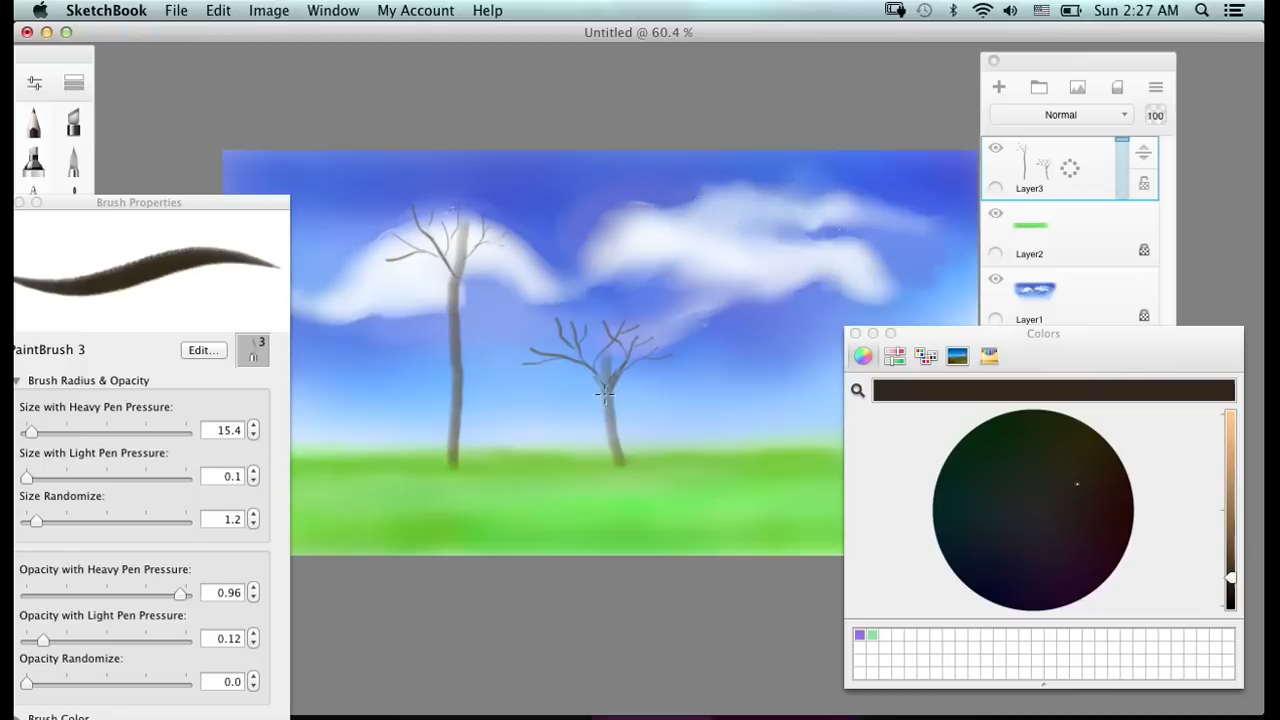 SketchBook File Edit Image Window My Account Help Sun 2:27 AM
Untitled @ 60.4 %
Normal 100
Layer3
Layer2
Layer1
Brush Properties
PaintBrush 3 Edit... 3
Brush Radius & Opacity
Size with Heavy Pen Pressure:
15.4
Size with Light Pen Pressure:
0.1
Size Randomize:
1.2
Opacity with Heavy Pen Pressure:
0.96
Opacity with Light Pen Pressure:
0.12
Opacity Randomize:
0.0
Brush Color
Colors